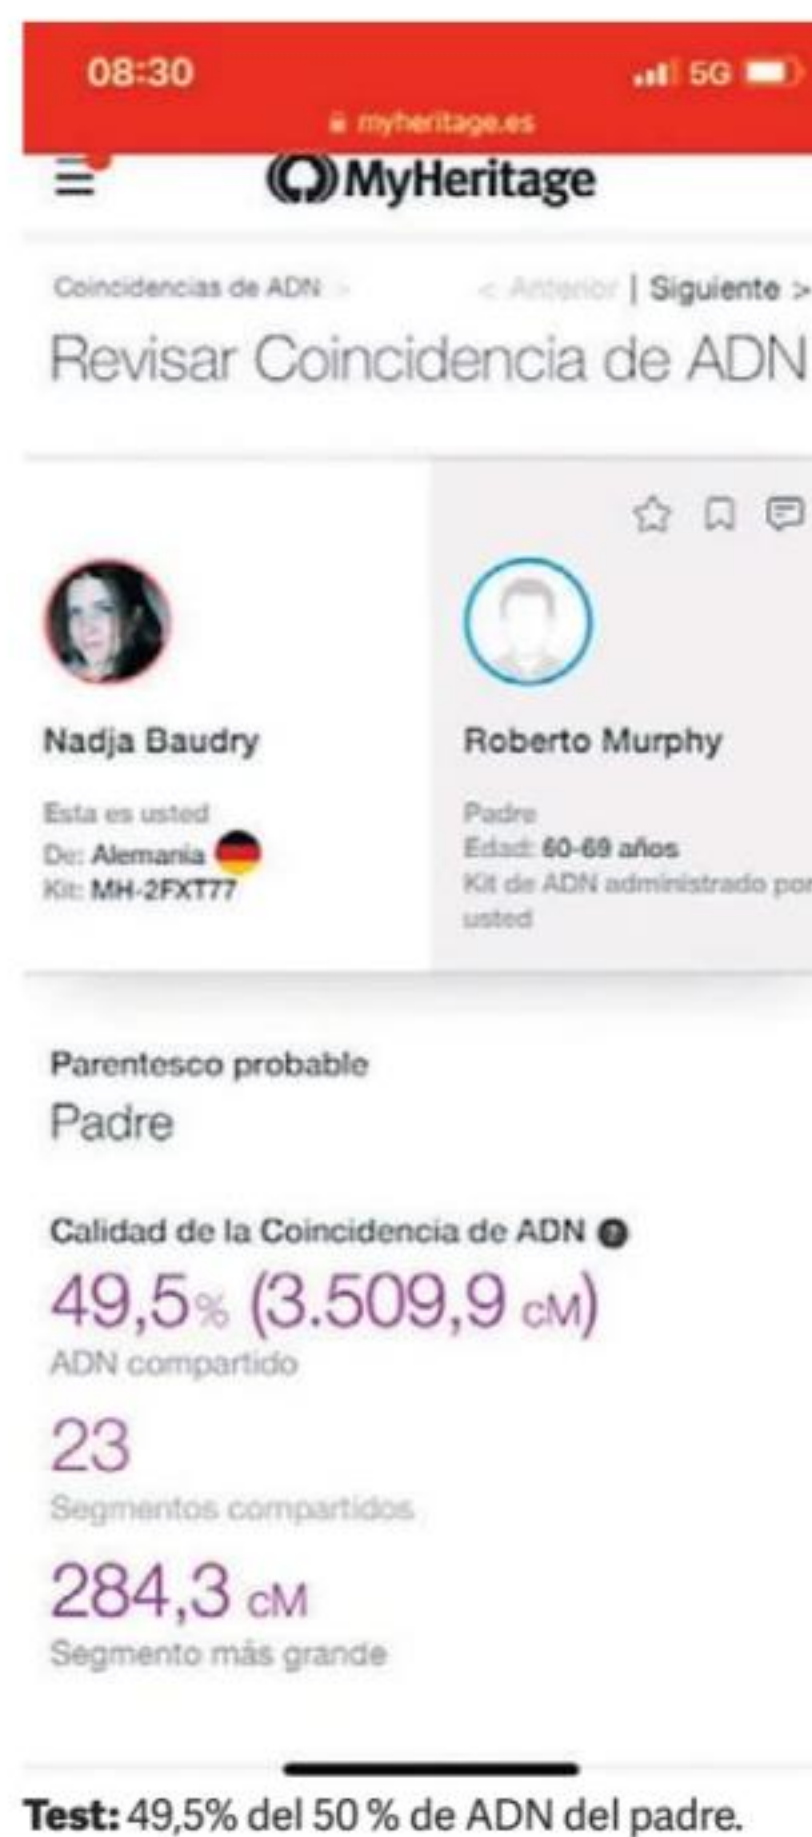 08:30
5G
myheritage.es
MyHeritage
Coincidencias de ADN >
< Anterior | Siguiente >
Revisar Coincidencia de ADN
Nadja Baudry
Esta es usted
De: Alemania
Kit: MH-2FXT77
Roberto Murphy
Padre
Edad: 60-69 años
Kit de ADN administrado por
usted
Parentesco probable
Padre
Calidad de la Coincidencia de ADN ?
49,5% (3.509,9 cM)
ADN compartido
23
Segmentos compartidos
284,3 cM
Segmento más grande
Test: 49,5% del 50 % de ADN del padre.